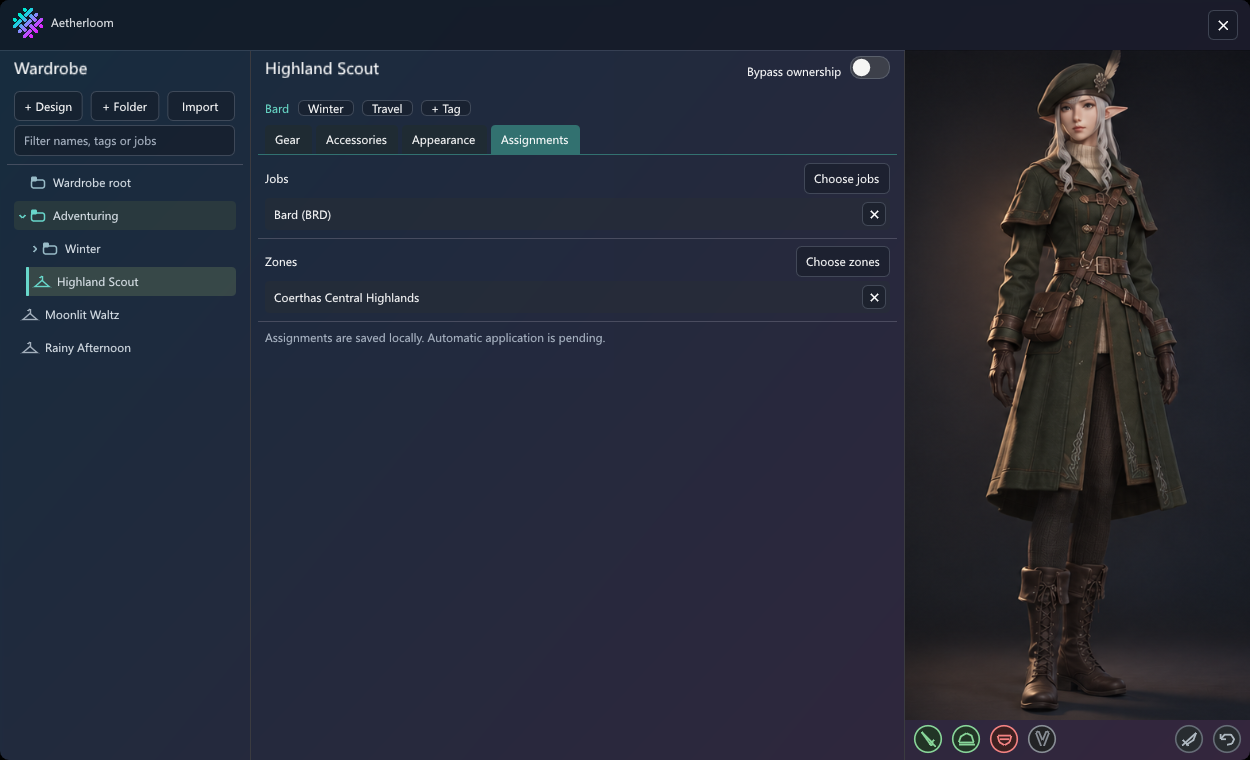 Aetherloom
Wardrobe
+ Design
+ Folder
Import
Filter names, tags or jobs
Wardrobe root
Adventuring
Winter
Highland Scout
Moonlit Waltz
Rainy Afternoon
Highland Scout
Bypass ownership
Bard
Winter
Travel
+ Tag
Gear
Accessories
Appearance
Assignments
Jobs
Choose jobs
Bard (BRD)
Zones
Choose zones
Coerthas Central Highlands
Assignments are saved locally. Automatic application is pending.